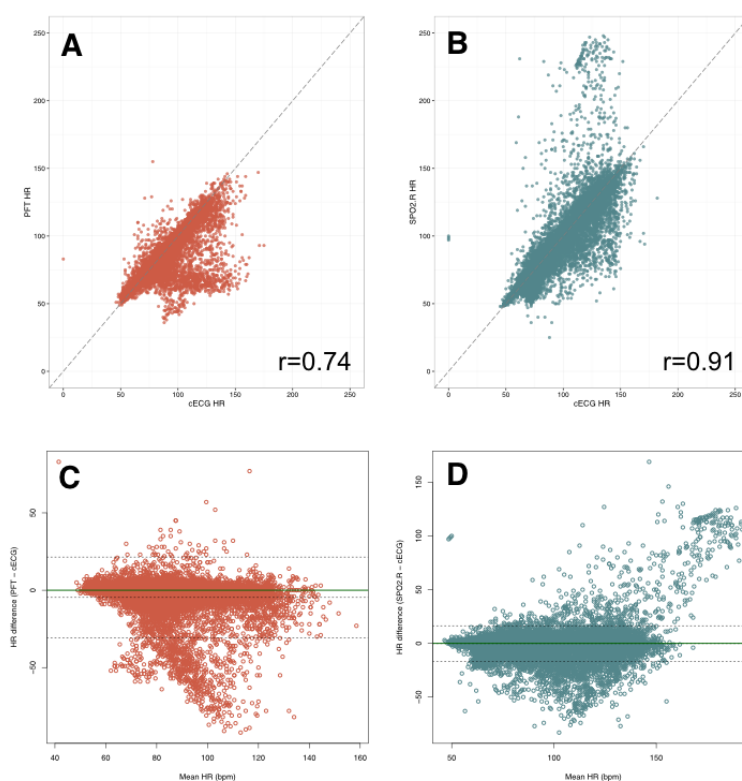 A
250
200
150
100
50
0
PFT HR
0 50 100 150 200 250
cECG HR
r=0.74
B
250
200
150
100
50
0
SPO2.R HR
0 50 100 150 200 250
cECG HR
r=0.91
C
50
0
-50
HR difference (PFT − cECG)
40 60 80 100 120 140 160
Mean HR (bpm)
D
150
100
50
0
-50
HR difference (SPO2.R − cECG)
50 100 150
Mean HR (bpm)